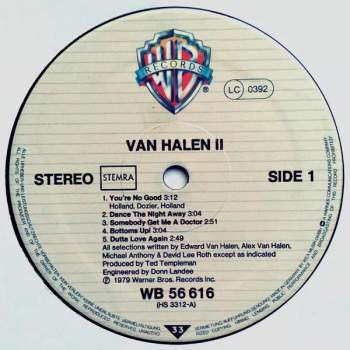 WB
RECORDS
LC 0392
VAN HALEN II
STEREO STEMRA SIDE 1
1. You're No Good 3:12
Holland, Dozier, Holland
2. Dance The Night Away 3:04
3. Somebody Get Me A Doctor 2:51
4. Bottoms Up! 3:04
5. Outta Love Again 2:49
All selections written by Edward Van Halen, Alex Van Halen,
Michael Anthony & David Lee Roth except as indicated
Produced by Ted Templeman
Engineered by Donn Landee
℗ 1979 Warner Bros. Records Inc.
WB 56 616
(HS 3312-A)
33